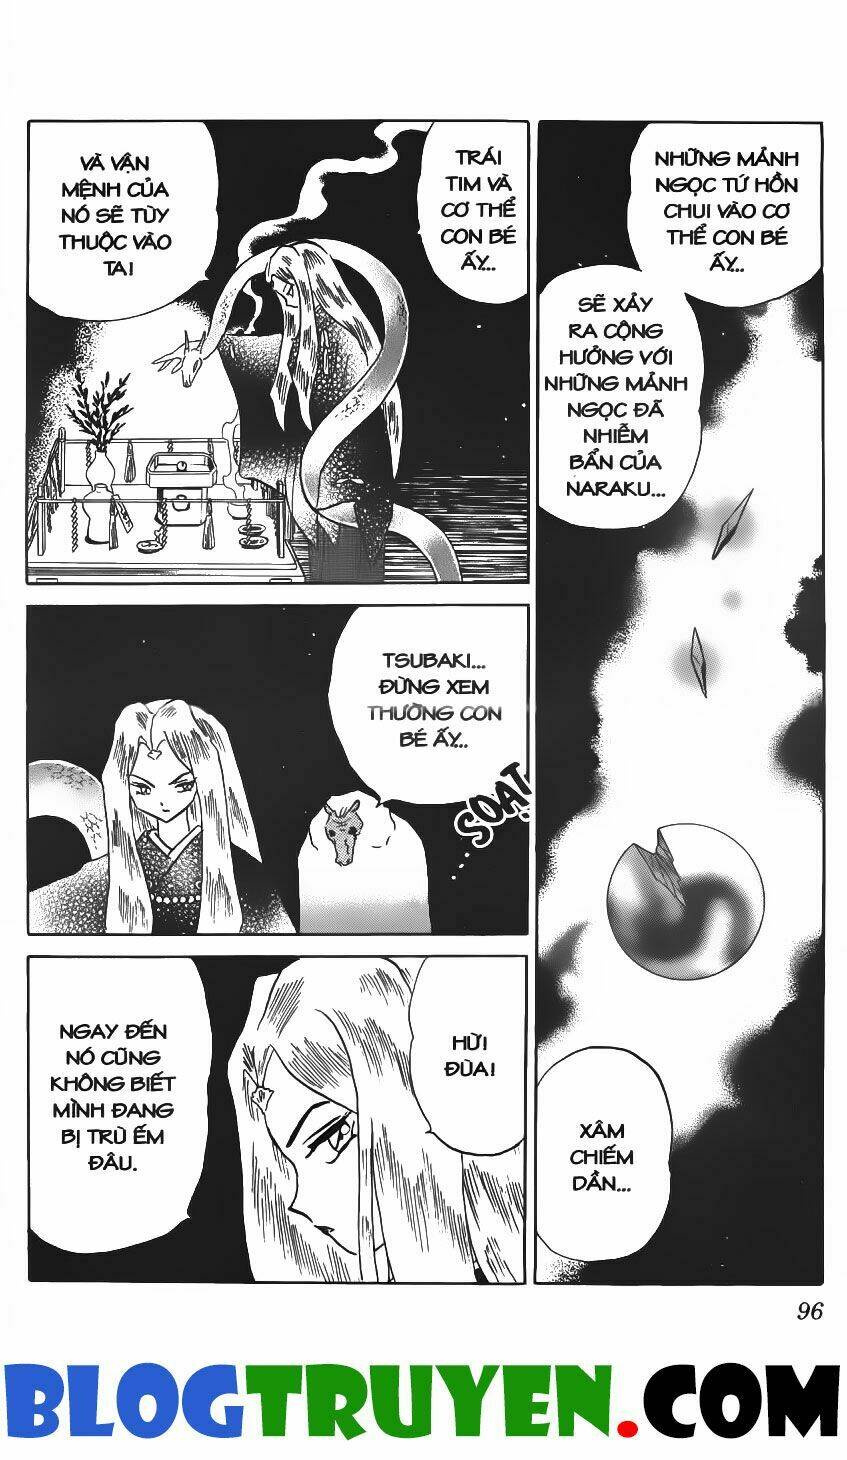 NHỮNG MẢNH
NGỌC TỨ HỒN
CHUI VÀO CƠ
THỂ CON BÉ
ẤY...
SẼ XẢY
RA CỘNG
HƯỞNG VỚI
NHỮNG MẢNH
NGỌC ĐÃ
NHIỄM
BẨN CỦA
NARAKU...
XÂM
CHIẾM
DẦN...
TRÁI
TIM VÀ
CƠ THỂ
CON BÉ
ẤY...
VÀ VẬN
MỆNH CỦA
NÓ SẼ TÙY
THUỘC VÀO
TA!
TSUBAKI...
ĐỪNG XEM
THƯỜNG CON
BÉ ẤY...
SOẠT
HỪ!
ĐÙA!
NGAY ĐẾN
NÓ CŨNG
KHÔNG BIẾT
MÌNH ĐANG
BỊ TRÙ ẾM
ĐÂU.
96
BLOGTRUYEN.COM